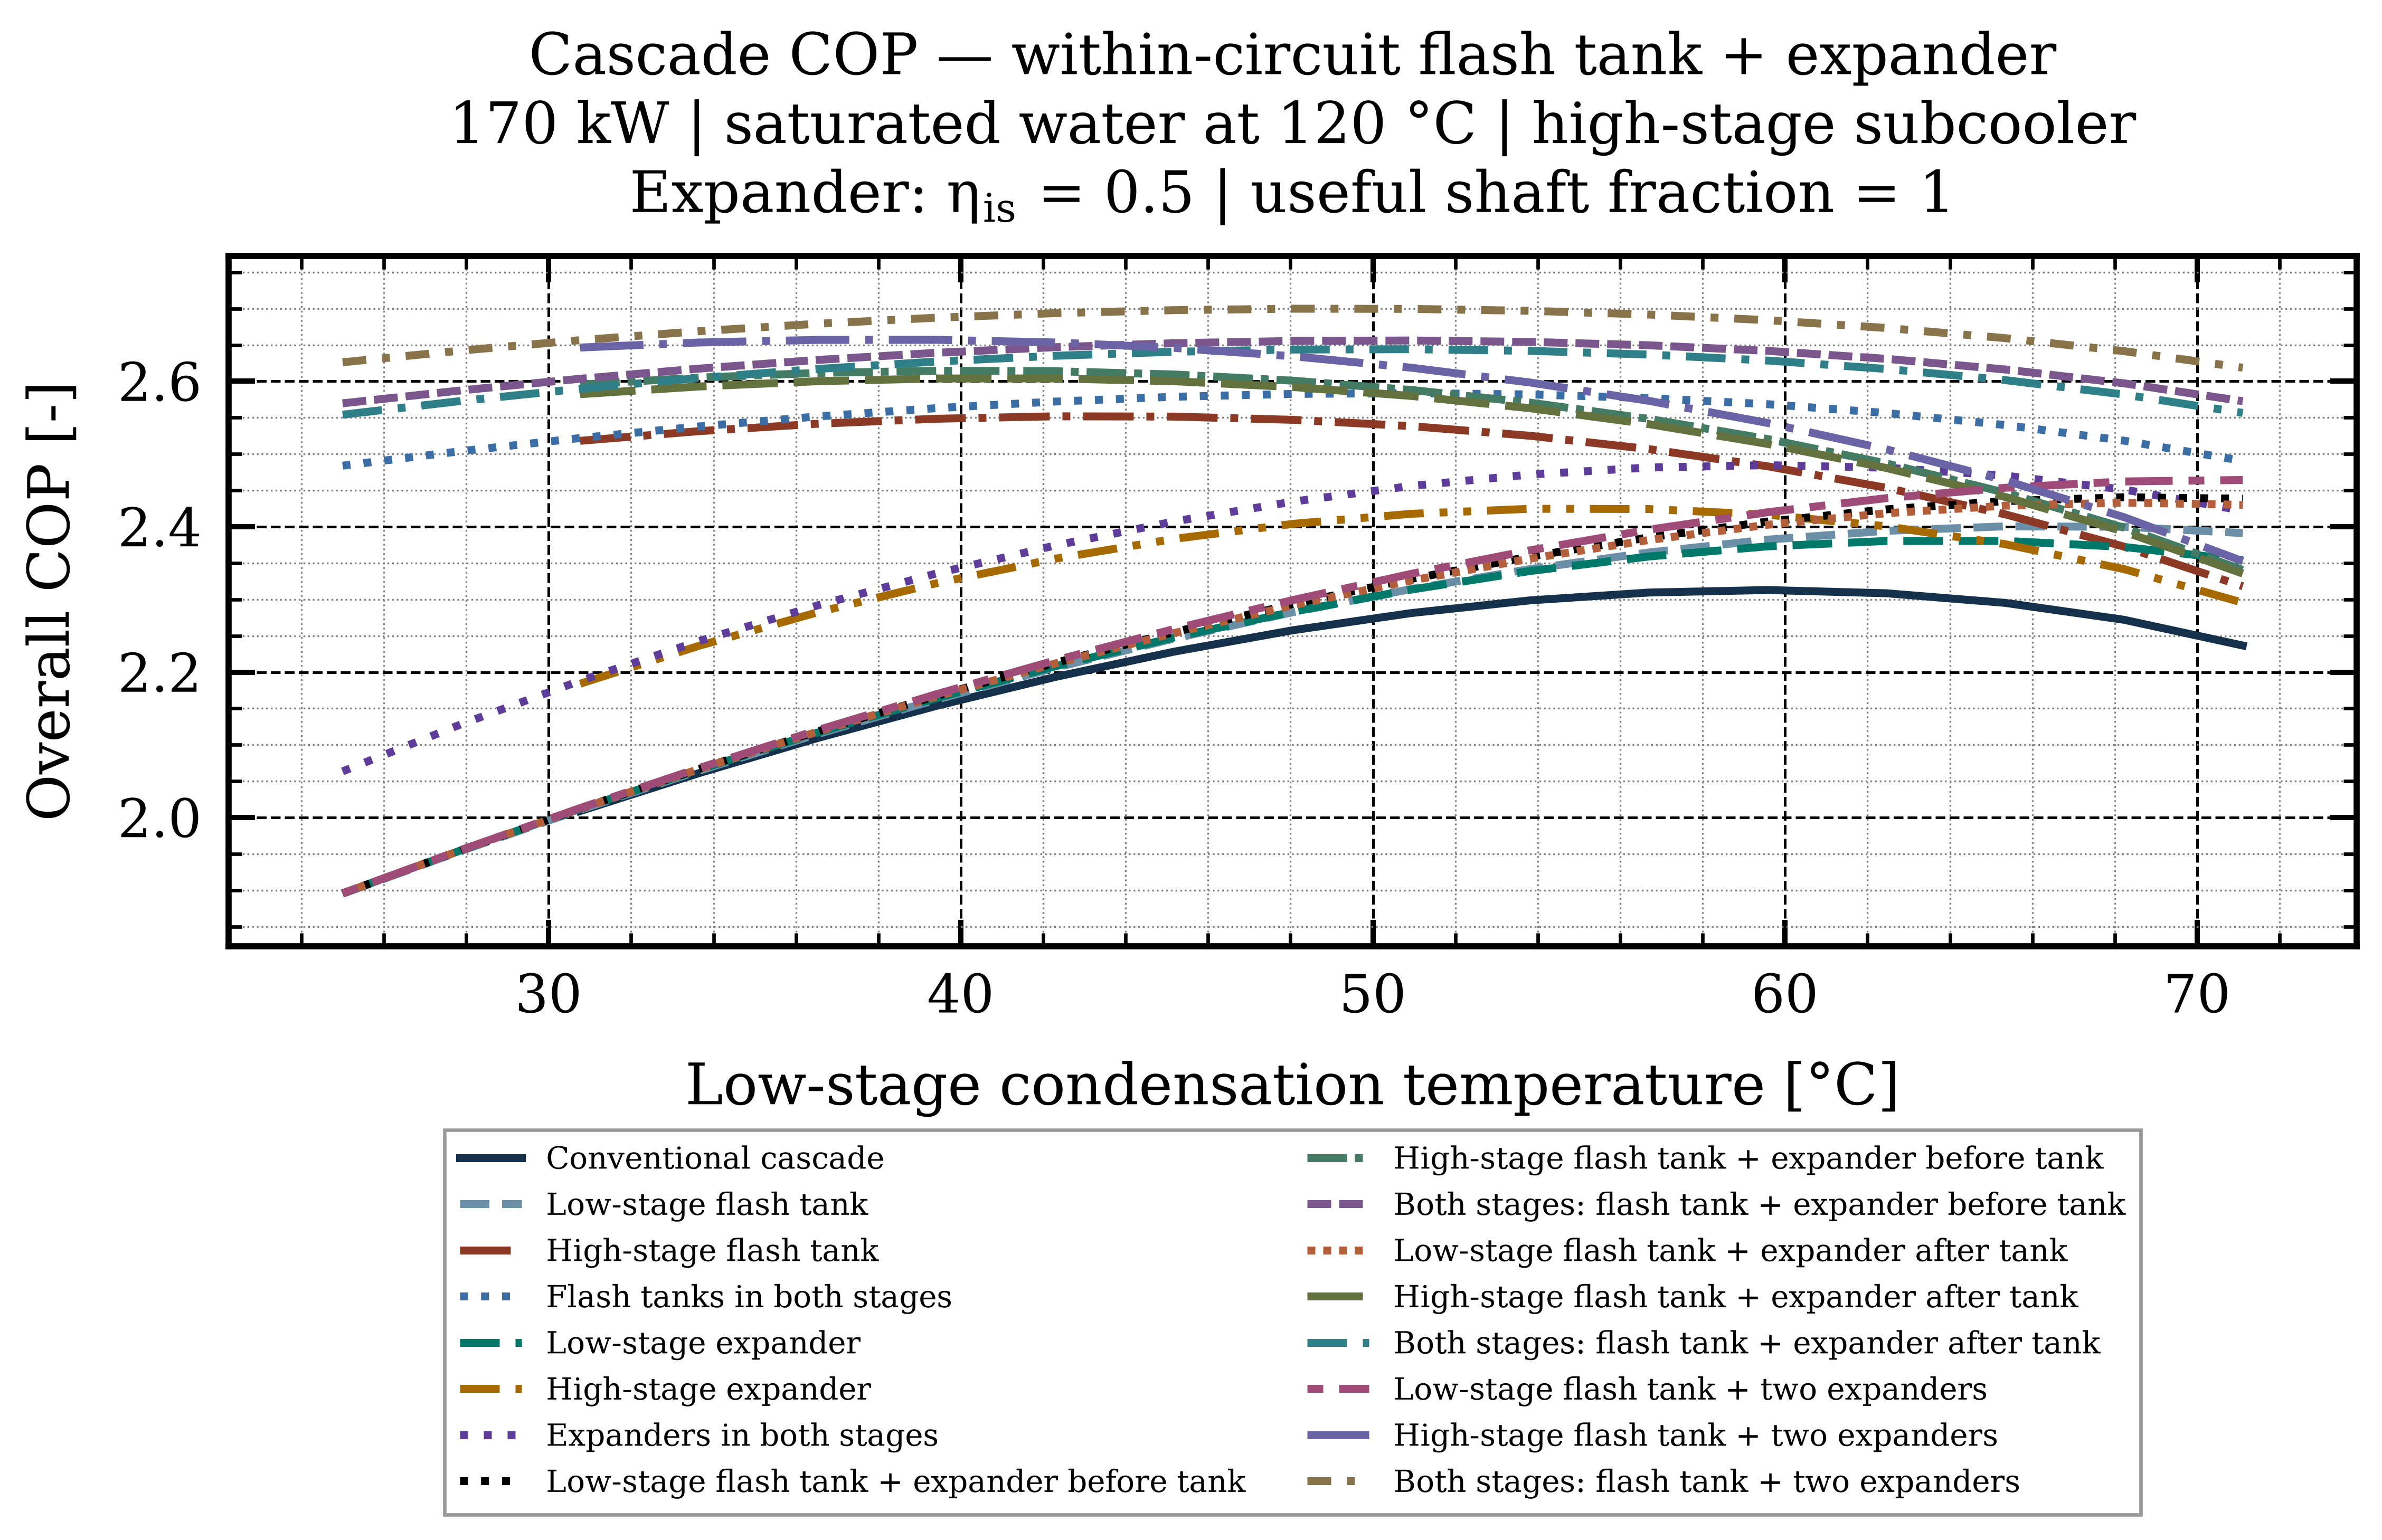 Cascade COP — within-circuit flash tank + expander
170 kW | saturated water at 120 °C | high-stage subcooler
Expander: ηis = 0.5 | useful shaft fraction = 1
Overall COP [-]
2.6
2.4
2.2
2.0
30 40 50 60 70
Low-stage condensation temperature [°C]
Conventional cascade
Low-stage flash tank
High-stage flash tank
Flash tanks in both stages
Low-stage expander
High-stage expander
Expanders in both stages
Low-stage flash tank + expander before tank
High-stage flash tank + expander before tank
Both stages: flash tank + expander before tank
Low-stage flash tank + expander after tank
High-stage flash tank + expander after tank
Both stages: flash tank + expander after tank
Low-stage flash tank + two expanders
High-stage flash tank + two expanders
Both stages: flash tank + two expanders